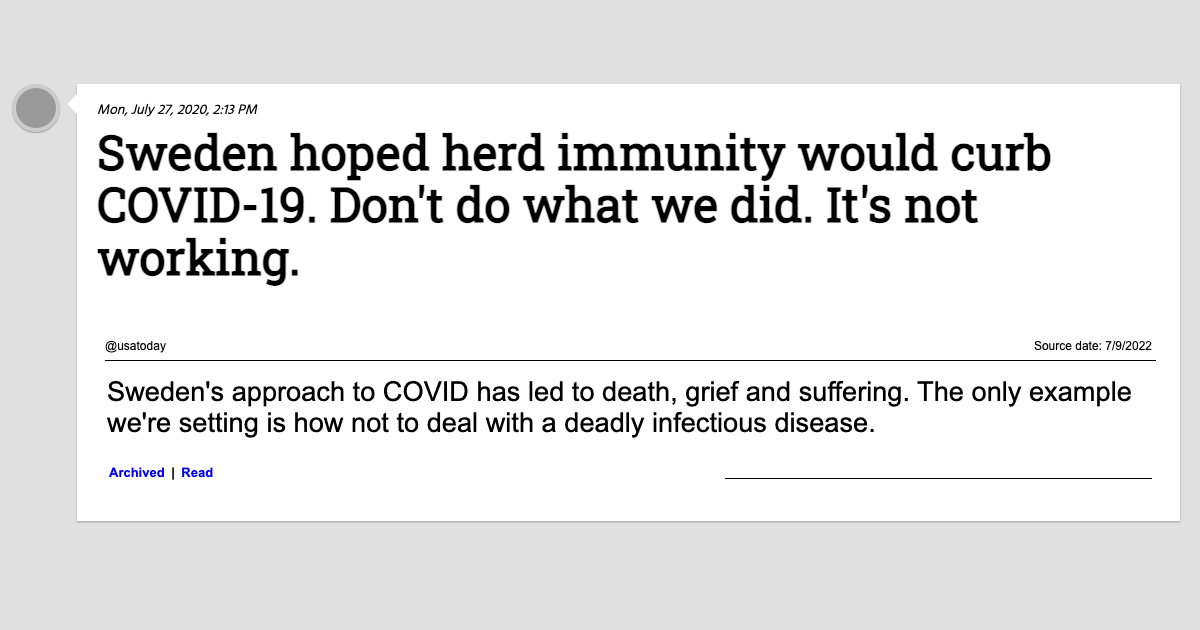 Mon, July 27, 2020, 2:13 PM
Sweden hoped herd immunity would curb
COVID-19. Don't do what we did. It's not
working.
@usatoday
Source date: 7/9/2022
Sweden's approach to COVID has led to death, grief and suffering. The only example
we're setting is how not to deal with a deadly infectious disease.
Archived | Read